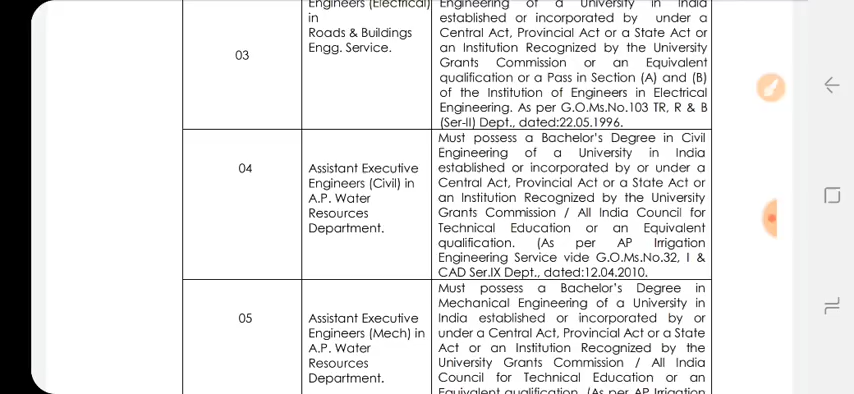 Engineers (Electrical)
in
Roads & Buildings
Engg. Service.
03
Engineering of a University in India
established or incorporated by under a
Central Act, Provincial Act or a State Act or
an Institution Recognized by the University
Grants Commission or an Equivalent
qualification or a Pass in Section (A) and (B)
of the Institution of Engineers in Electrical
Engineering. As per G.O.Ms.No.103 TR, R & B
(Ser-II) Dept., dated:22.05.1996.
04
Assistant Executive
Engineers (Civil) in
A.P. Water
Resources
Department.
Must possess a Bachelor's Degree in Civil
Engineering of a University in India
established or incorporated by or under a
Central Act, Provincial Act or a State Act or
an Institution Recognized by the University
Grants Commission / All India Council for
Technical Education or an Equivalent
qualification. (As per AP Irrigation
Engineering Service vide G.O.Ms.No.32, I &
CAD Ser.IX Dept., dated:12.04.2010.
05
Assistant Executive
Engineers (Mech) in
A.P. Water
Resources
Department.
Must possess a Bachelor's Degree in
Mechanical Engineering of a University in
India established or incorporated by or
under a Central Act, Provincial Act or a State
Act or an Institution Recognized by the
University Grants Commission / All India
Council for Technical Education or an
Equivalent qualification. (As per AP Irrigation